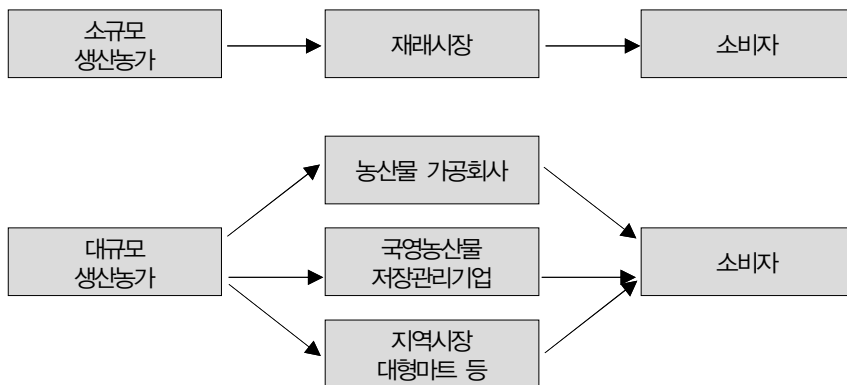 소규모
생산농가
재래시장
소비자
농산물 가공회사
대규모
생산농가
국영농산물
저장관리기업
소비자
지역시장
대형마트 등